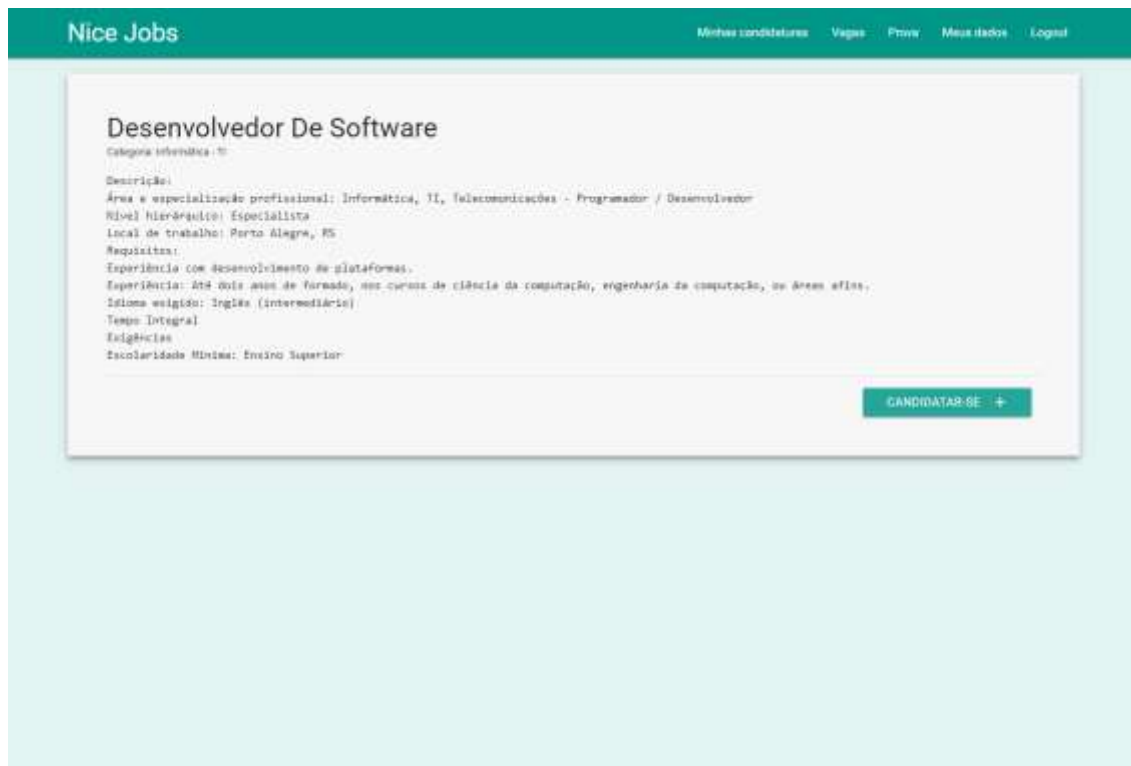 Nice Jobs
Minhas candidaturas Vagas Prova Meus dados Logout
Desenvolvedor De Software
Categoria: Informática - TI
Descrição:
Área e especialização profissional: Informática, TI, Telecomunicações - Programador / Desenvolvedor
Nível hierárquico: Especialista
Local de trabalho: Porto Alegre, RS
Requisitos:
Experiência com desenvolvimento de plataformas.
Experiência: Até dois anos de formado, nos cursos de ciência da computação, engenharia da computação, ou áreas afins.
Idioma exigido: Inglês (intermediário)
Tempo Integral
Exigências
Escolaridade Mínima: Ensino Superior
CANDIDATAR-SE +